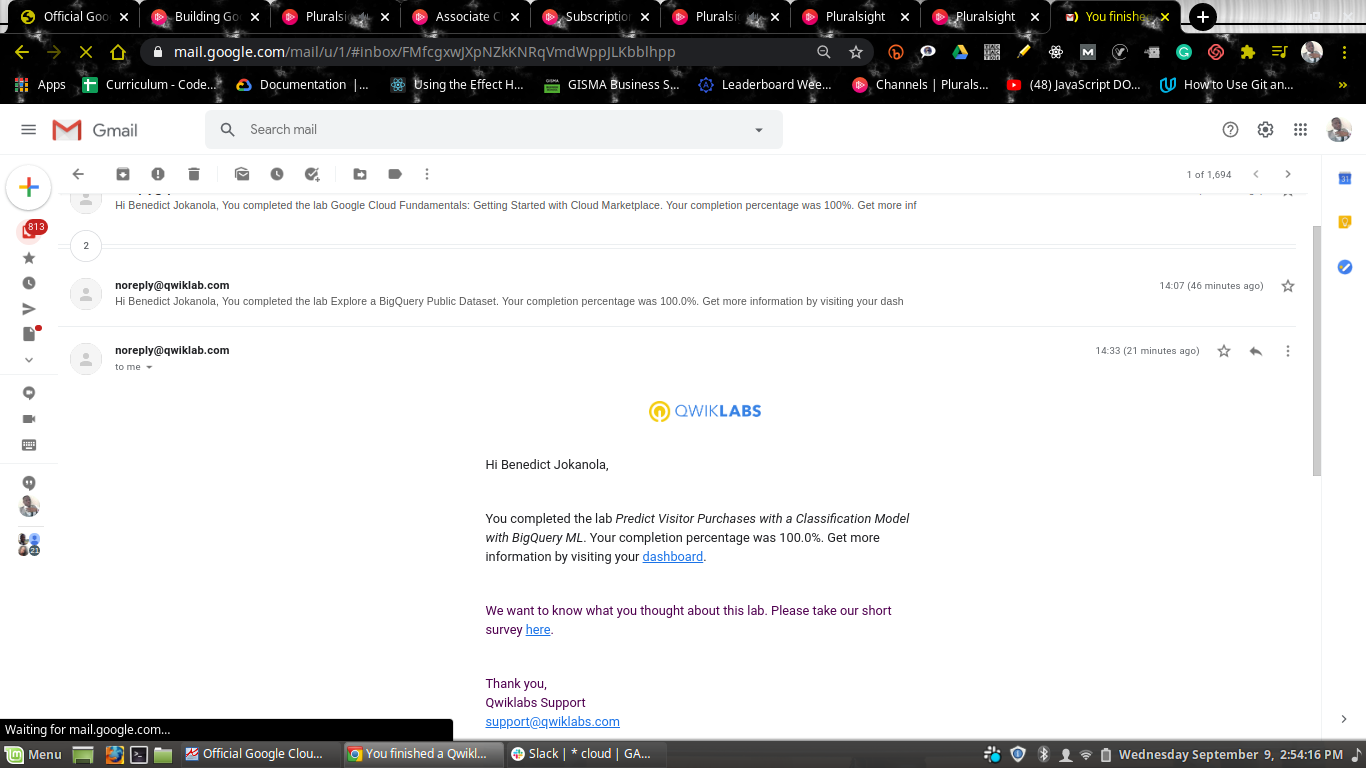 Official Goo
Building Go
Pluralsig
Associate C
Subscription
Pluralsi
Pluralsight
Pluralsight
You finishe
mail.google.com/mail/u/1/#inbox/FMfcgxwJXpNZkKNRqVmdWppJLKbblhpp
Apps
Curriculum - Code...
Documentation |...
Using the Effect H...
GISMA Business S...
Leaderboard Wee...
Channels | Plurals...
(48) JavaScript DO...
How to Use Git an...
»
Gmail
Search mail
1 of 1,694
Hi Benedict Jokanola, You completed the lab Google Cloud Fundamentals: Getting Started with Cloud Marketplace. Your completion percentage was 100%. Get more inf
813
2
noreply@qwiklab.com
14:07 (46 minutes ago)
Hi Benedict Jokanola, You completed the lab Explore a BigQuery Public Dataset. Your completion percentage was 100.0%. Get more information by visiting your dash
noreply@qwiklab.com
14:33 (21 minutes ago)
to me
QWIKLABS
Hi Benedict Jokanola,
You completed the lab Predict Visitor Purchases with a Classification Model
with BigQuery ML. Your completion percentage was 100.0%. Get more
information by visiting your dashboard.
We want to know what you thought about this lab. Please take our short
survey here.
Thank you,
Qwiklabs Support
support@qwiklabs.com
21
31
Waiting for mail.google.com...
Menu
Official Google Clou...
You finished a Qwikl...
Slack | * cloud | GA...
Wednesday September 9, 2:54:16 PM